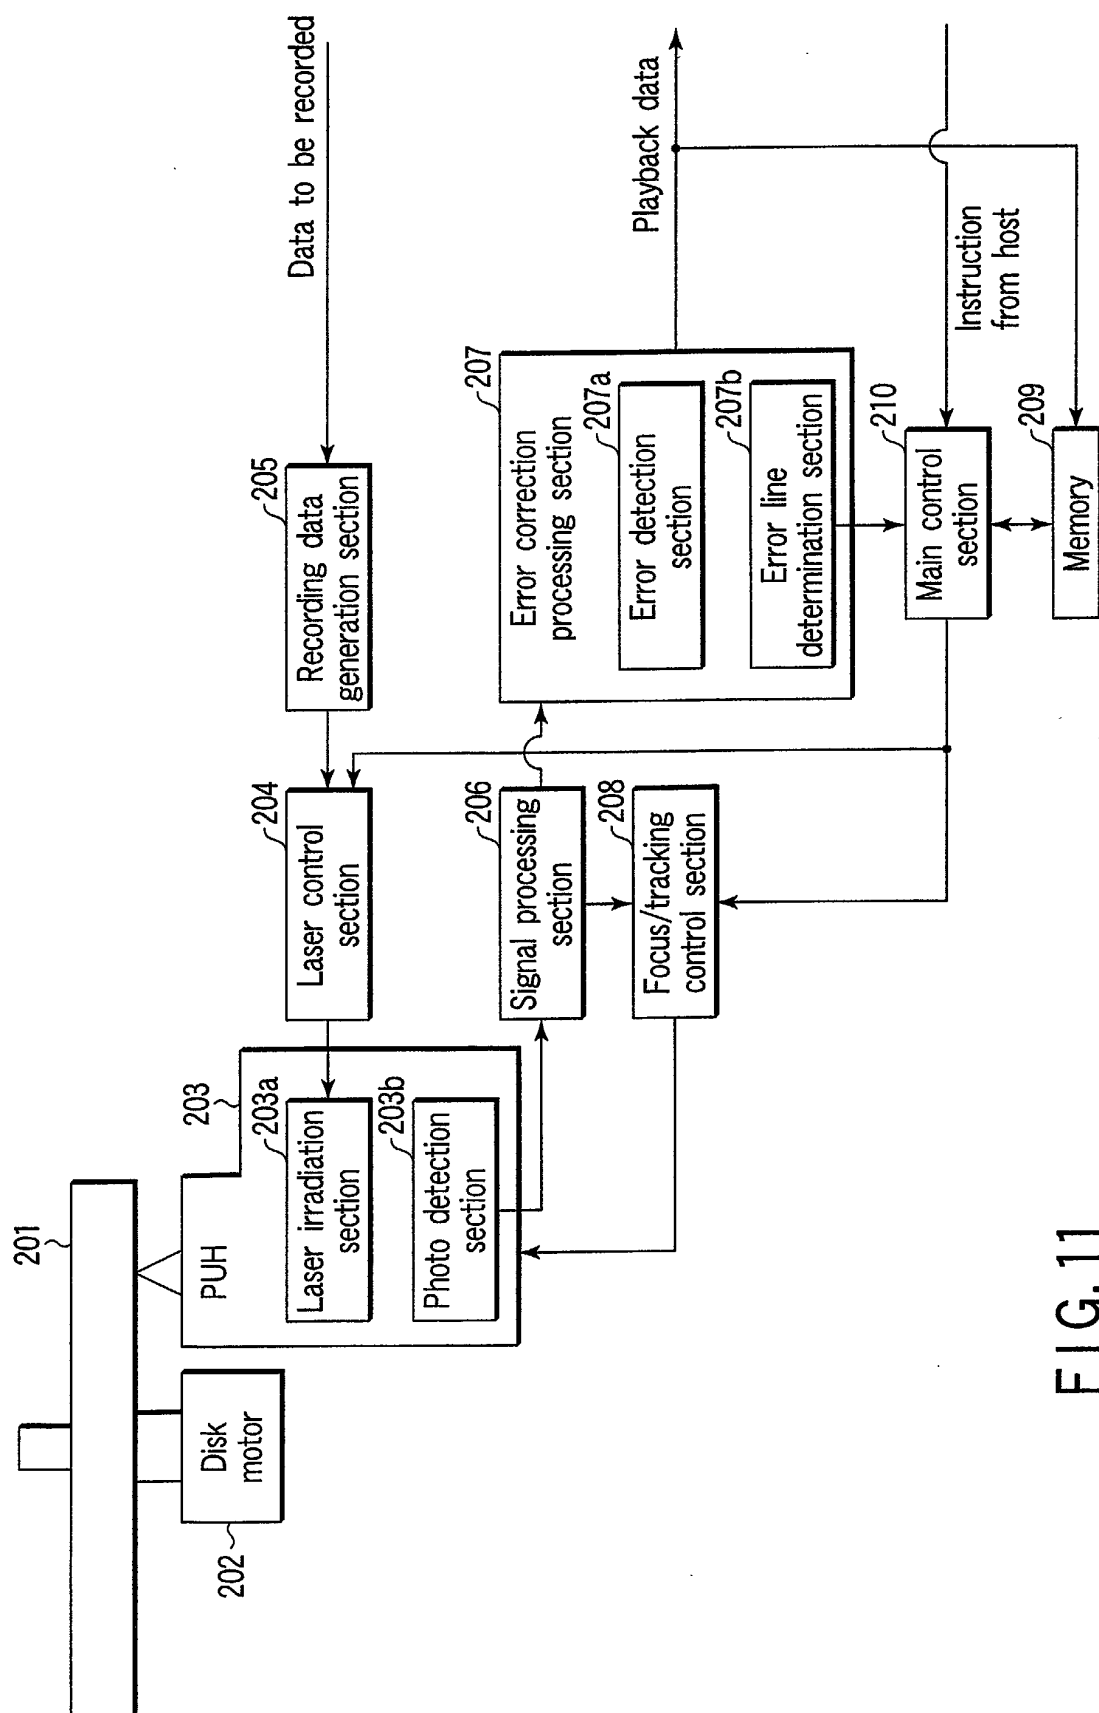 201
Disk
motor
202
PUH
203
Laser irradiation
section
203a
Photo detection
section
203b
Laser control
section
204
Recording data
generation section
205
Data to be recorded
Signal processing
section
206
Focus/tracking
control section
208
Error correction
processing section
207
Error detection
section
207a
Error line
determination section
207b
Playback data
Main control
section
210
Instruction
from host
Memory
209
FIG. 11